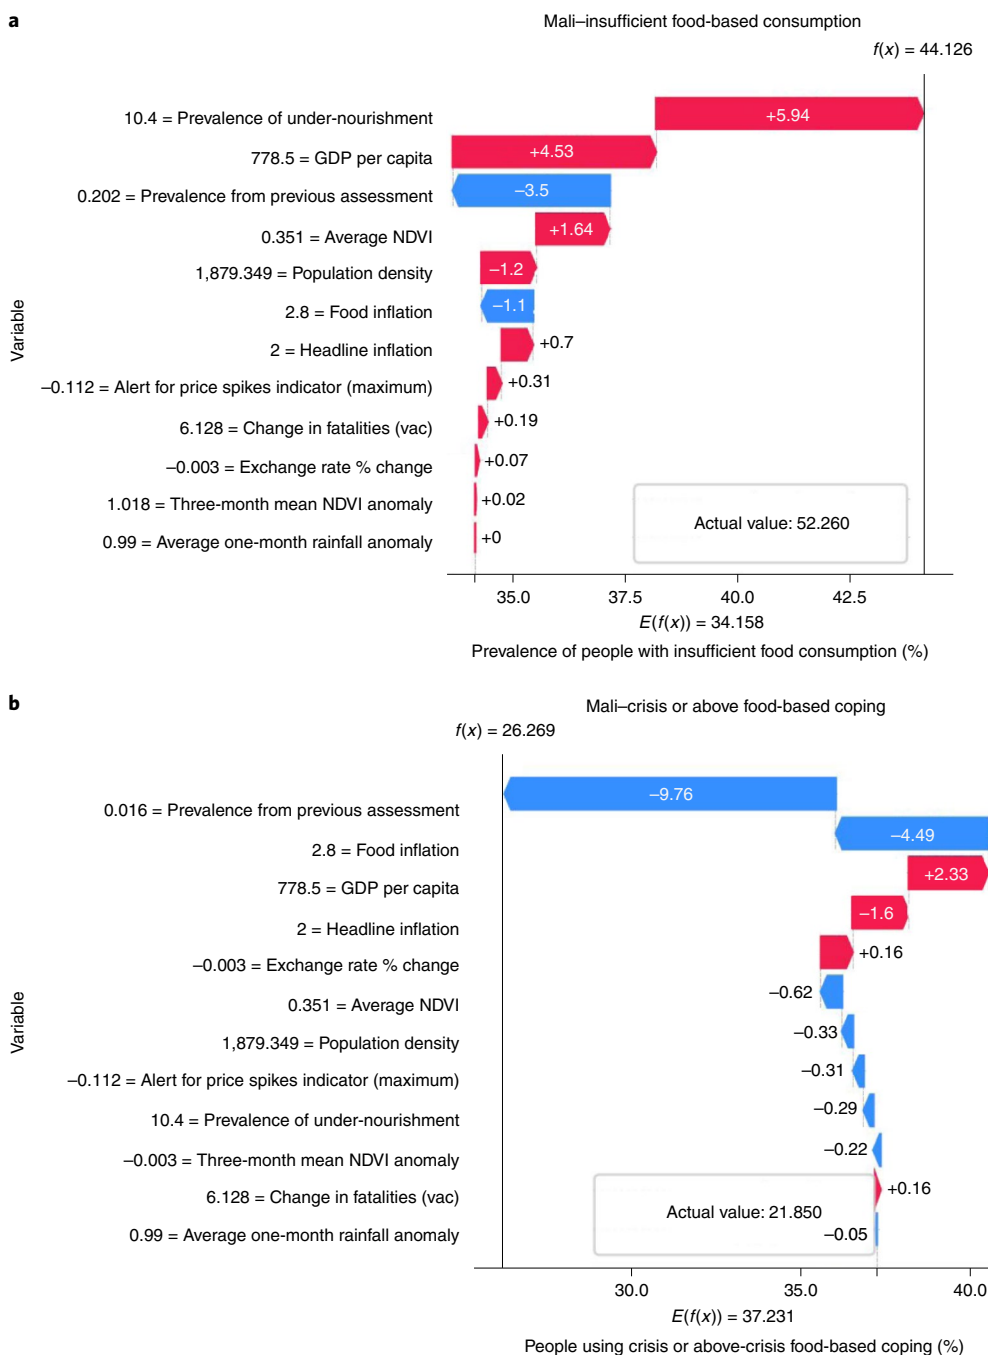 a
Mali–insufficient food-based consumption
f(x) = 44.126
Variable
10.4 = Prevalence of under-nourishment
+5.94
778.5 = GDP per capita
+4.53
0.202 = Prevalence from previous assessment
−3.5
0.351 = Average NDVI
+1.64
1,879.349 = Population density
−1.2
2.8 = Food inflation
−1.1
2 = Headline inflation
+0.7
−0.112 = Alert for price spikes indicator (maximum)
+0.31
6.128 = Change in fatalities (vac)
+0.19
−0.003 = Exchange rate % change
+0.07
1.018 = Three-month mean NDVI anomaly
+0.02
0.99 = Average one-month rainfall anomaly
+0
Actual value: 52.260
35.0 37.5 40.0 42.5
E(f(x)) = 34.158
Prevalence of people with insufficient food consumption (%)
b
Mali–crisis or above food-based coping
f(x) = 26.269
Variable
0.016 = Prevalence from previous assessment
−9.76
2.8 = Food inflation
−4.49
778.5 = GDP per capita
+2.33
2 = Headline inflation
−1.6
−0.003 = Exchange rate % change
+0.16
0.351 = Average NDVI
−0.62
1,879.349 = Population density
−0.33
−0.112 = Alert for price spikes indicator (maximum)
−0.31
10.4 = Prevalence of under-nourishment
−0.29
−0.003 = Three-month mean NDVI anomaly
−0.22
6.128 = Change in fatalities (vac)
+0.16
0.99 = Average one-month rainfall anomaly
−0.05
Actual value: 21.850
30.0 35.0 40.0
E(f(x)) = 37.231
People using crisis or above-crisis food-based coping (%)